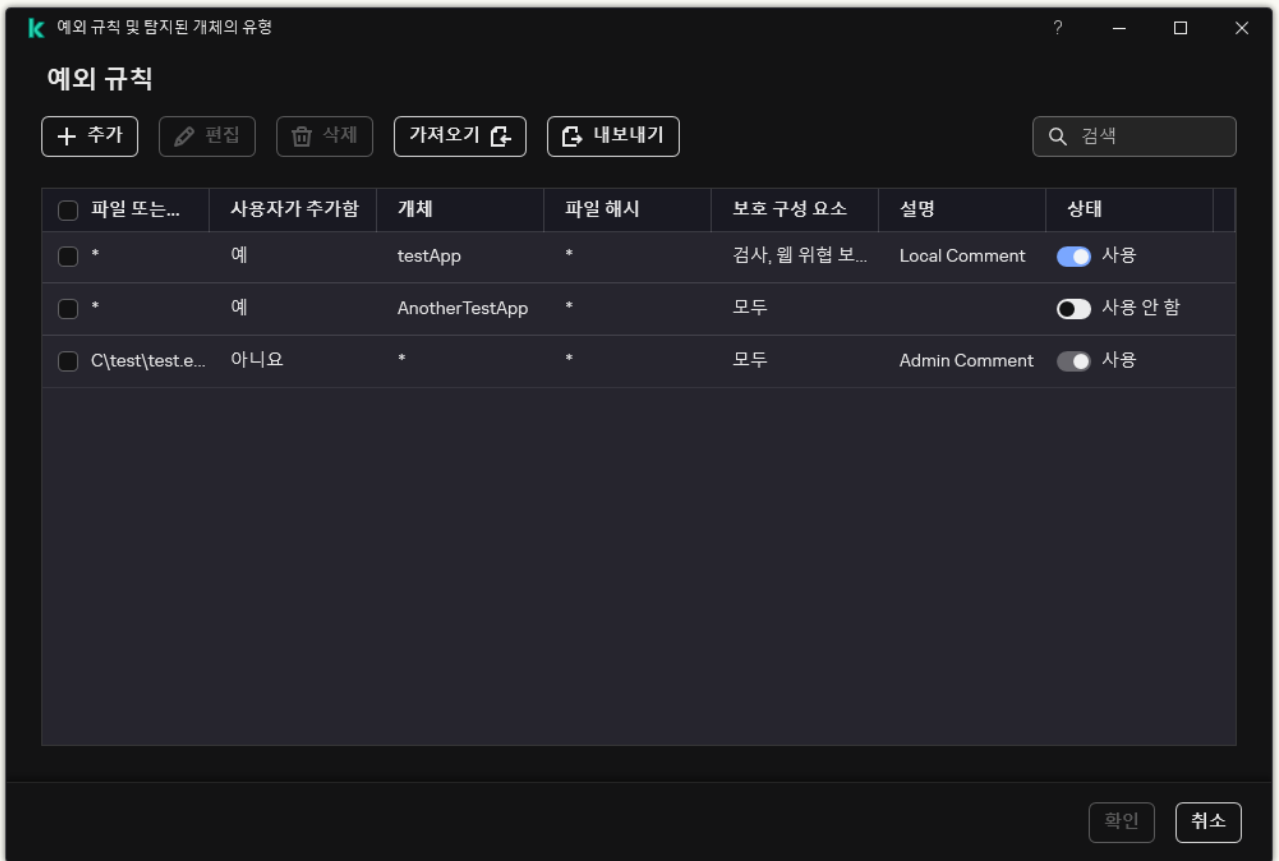 예외 규칙 및 탐지된 개체의 유형
예외 규칙
추가 편집 삭제 가져오기 내보내기 검색
파일 또는... 사용자가 추가함 개체 파일 해시 보호 구성 요소 설명 상태
* 예 testApp * 검사, 웹 위협 보... Local Comment 사용
* 예 AnotherTestApp * 모두 사용 안 함
C\test\test.e... 아니요 * * 모두 Admin Comment 사용
확인 취소